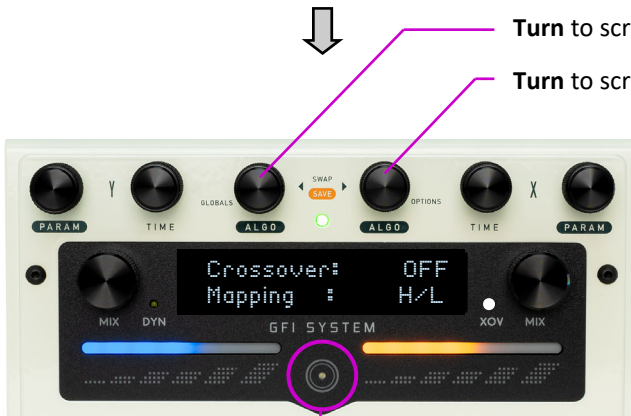 Turn to scr
Turn to scr
SWAP
Y
SAVE
X
GLOBALS
OPTIONS
PARAM
TIME
ALGO
ALGO
TIME
PARAM
Crossover: OFF
Mapping : H/L
MIX
DYN
XOV
MIX
GFI SYSTEM